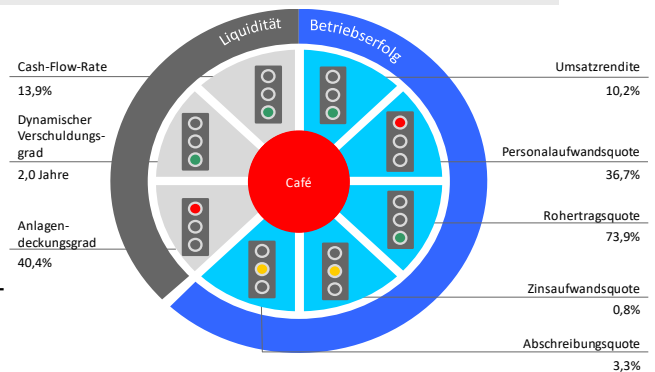 Liquidität
Betriebserfolg
Cash-Flow-Rate
13,9%
Dynamischer
Verschuldungs-
grad
2,0 Jahre
Anlagen-
deckungsgrad
40,4%
Café
Umsatzrendite
10,2%
Personalaufwandsquote
36,7%
Rohertragsquote
73,9%
Zinsaufwandsquote
0,8%
Abschreibungsquote
3,3%